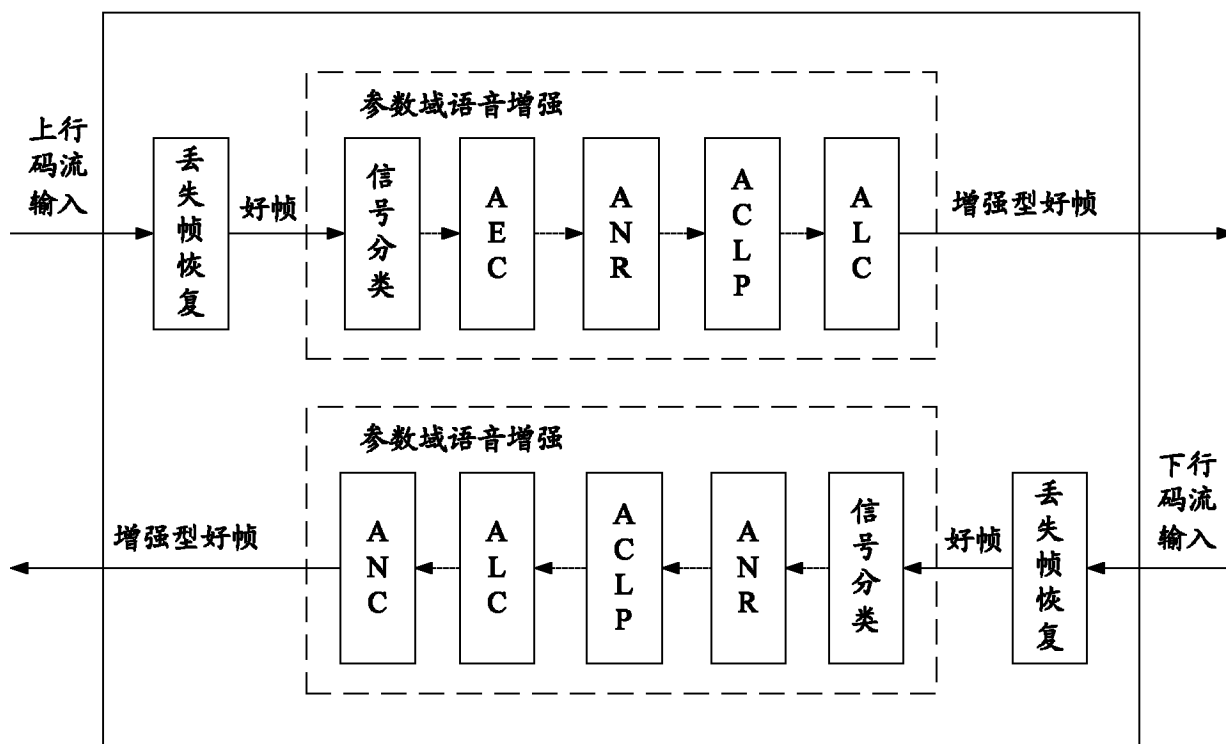 参数域语音增强
上行
码流
输入
丢失帧恢复
好帧
信号分类
AEC
ANR
ACLP
ALC
增强型好帧
参数域语音增强
下行
码流
输入
丢失帧恢复
好帧
信号分类
ANR
ACLP
ALC
ANC
增强型好帧